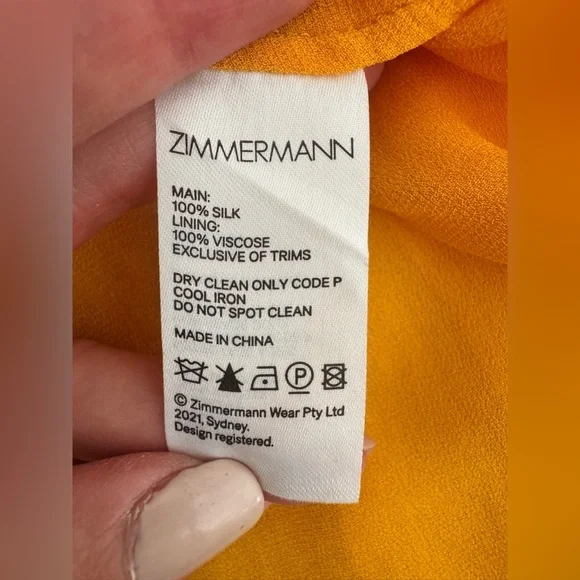 ZIMMERMANN
MAIN:
100% SILK
LINING:
100% VISCOSE
EXCLUSIVE OF TRIMS
DRY CLEAN ONLY CODE P
COOL IRON
DO NOT SPOT CLEAN
MADE IN CHINA
P
© Zimmermann Wear Pty Ltd
2021, Sydney.
Design registered.